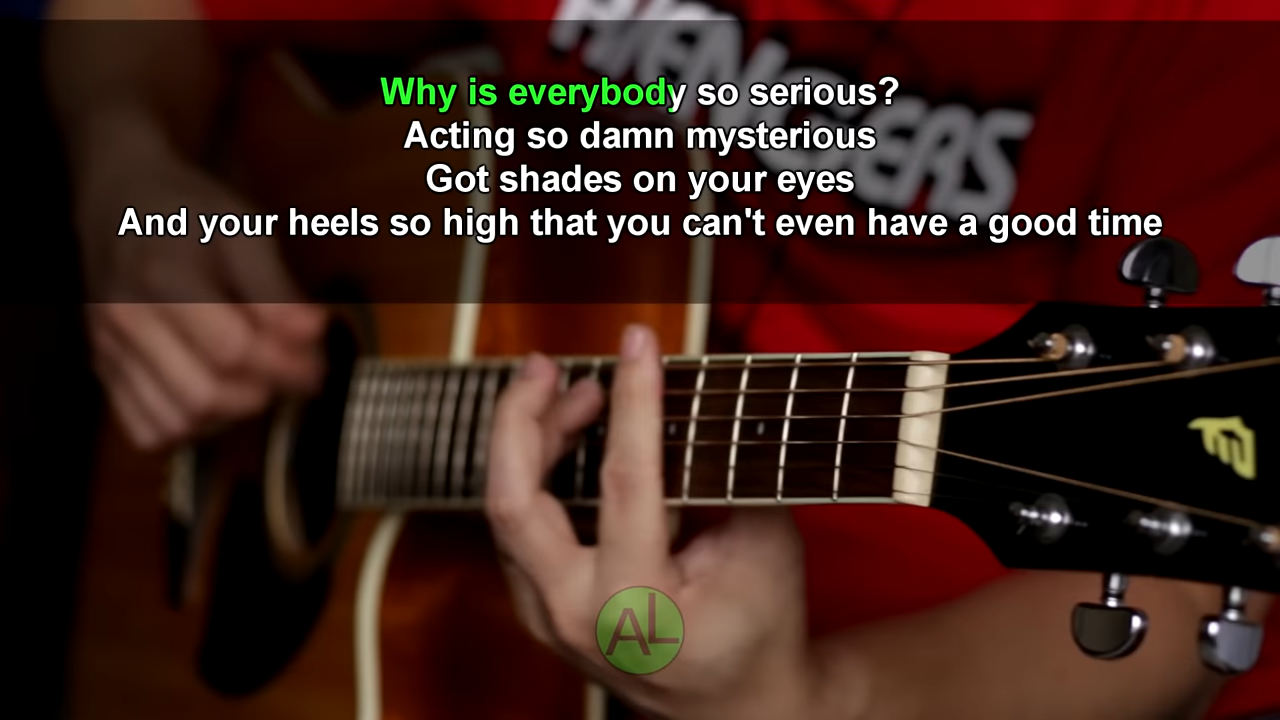 Why is everybody so serious?
Acting so damn mysterious
Got shades on your eyes
And your heels so high that you can't even have a good time
AL